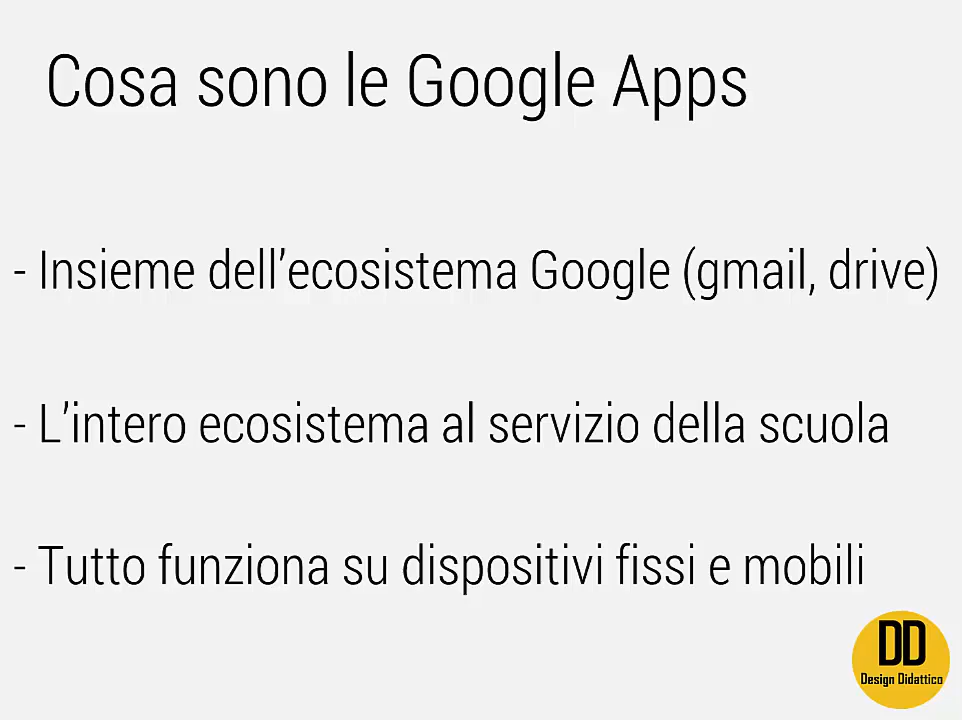 Cosa sono le Google Apps
- Insieme dell’ecosistema Google (gmail, drive)
- L’intero ecosistema al servizio della scuola
- Tutto funziona su dispositivi fissi e mobili
DD
Design Didattico